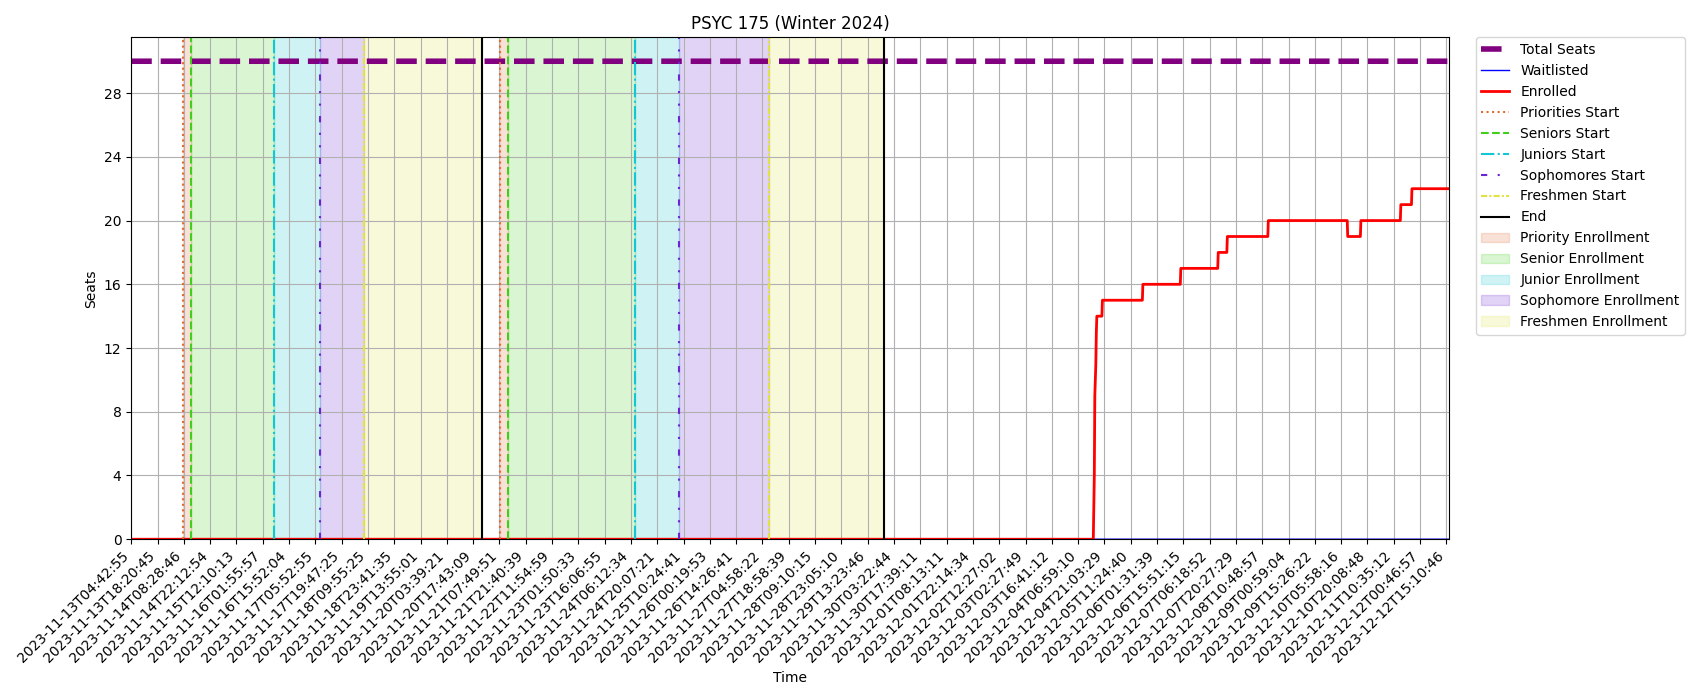 PSYC 175 (Winter 2024)
Total Seats
Waitlisted
Enrolled
Priorities Start
Seniors Start
Juniors Start
Sophomores Start
Freshmen Start
End
Priority Enrollment
Senior Enrollment
Junior Enrollment
Sophomore Enrollment
Freshmen Enrollment
Seats
28
24
20
16
12
8
4
0
2023-11-13T04:42:55
2023-11-13T18:20:45
2023-11-14T08:28:46
2023-11-14T22:12:54
2023-11-15T12:10:13
2023-11-16T01:55:57
2023-11-16T15:52:04
2023-11-17T05:52:55
2023-11-17T19:47:25
2023-11-18T09:55:25
2023-11-18T23:41:35
2023-11-19T13:55:01
2023-11-20T03:39:21
2023-11-20T17:43:09
2023-11-21T07:49:51
2023-11-21T21:40:39
2023-11-22T11:54:59
2023-11-23T01:50:33
2023-11-23T16:06:55
2023-11-24T06:12:34
2023-11-24T20:07:21
2023-11-25T10:24:41
2023-11-26T00:19:53
2023-11-26T14:26:41
2023-11-27T04:58:22
2023-11-27T18:58:39
2023-11-28T09:10:15
2023-11-28T23:05:10
2023-11-29T13:23:46
2023-11-30T03:22:44
2023-11-30T17:39:11
2023-12-01T08:13:11
2023-12-01T22:14:34
2023-12-02T12:27:02
2023-12-03T02:27:49
2023-12-03T16:41:12
2023-12-04T06:59:10
2023-12-04T21:03:29
2023-12-05T11:24:40
2023-12-06T01:31:39
2023-12-06T15:51:15
2023-12-07T06:18:52
2023-12-07T20:27:29
2023-12-08T10:48:57
2023-12-09T00:59:04
2023-12-09T15:26:22
2023-12-10T05:58:16
2023-12-10T20:08:48
2023-12-11T10:35:12
2023-12-12T00:46:57
2023-12-12T15:10:46
Time